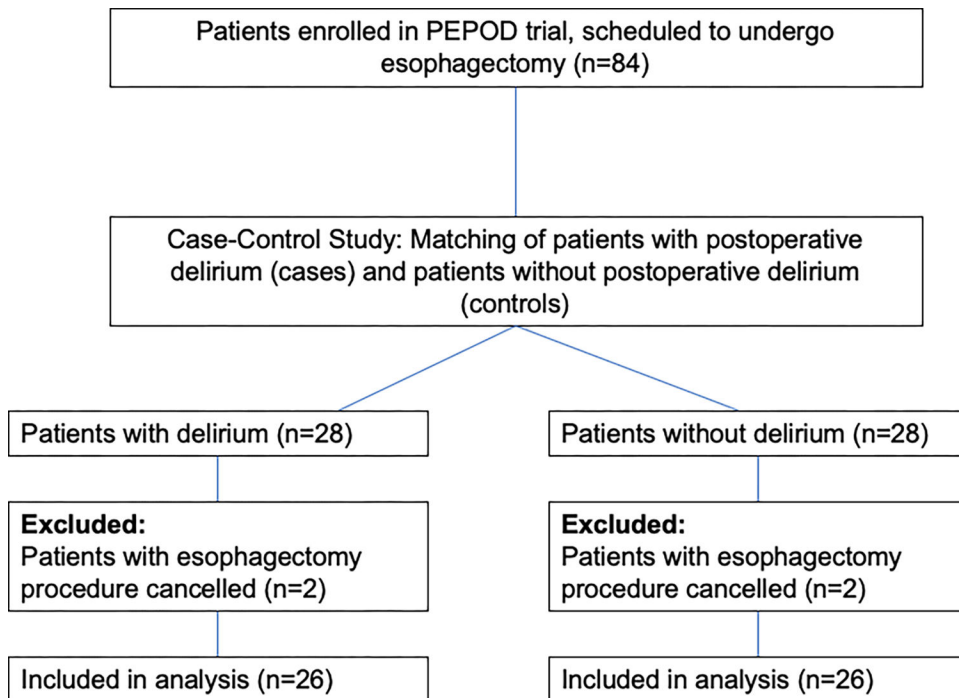 Patients enrolled in PEPOD trial, scheduled to undergo
esophagectomy (n=84)
Case-Control Study: Matching of patients with postoperative
delirium (cases) and patients without postoperative delirium
(controls)
Patients with delirium (n=28)
Patients without delirium (n=28)
Excluded:
Patients with esophagectomy
procedure cancelled (n=2)
Excluded:
Patients with esophagectomy
procedure cancelled (n=2)
Included in analysis (n=26)
Included in analysis (n=26)